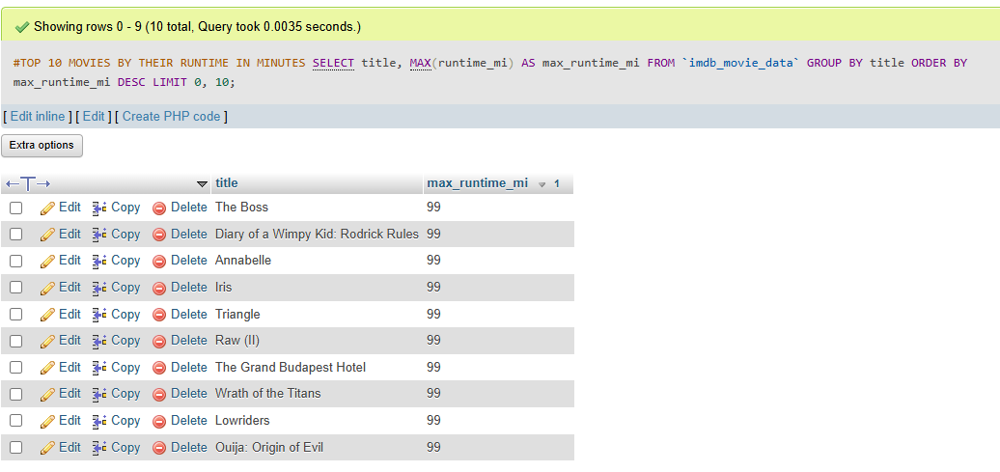 Showing rows 0 - 9 (10 total, Query took 0.0035 seconds.)
#TOP 10 MOVIES BY THEIR RUNTIME IN MINUTES SELECT title, MAX(runtime_mi) AS max_runtime_mi FROM `imdb_movie_data` GROUP BY title ORDER BY
max_runtime_mi DESC LIMIT 0, 10;
[ Edit inline ] [ Edit ] [ Create PHP code ]
Extra options
title max_runtime_mi 1
Edit Copy Delete The Boss 99
Edit Copy Delete Diary of a Wimpy Kid: Rodrick Rules 99
Edit Copy Delete Annabelle 99
Edit Copy Delete Iris 99
Edit Copy Delete Triangle 99
Edit Copy Delete Raw (II) 99
Edit Copy Delete The Grand Budapest Hotel 99
Edit Copy Delete Wrath of the Titans 99
Edit Copy Delete Lowriders 99
Edit Copy Delete Ouija: Origin of Evil 99